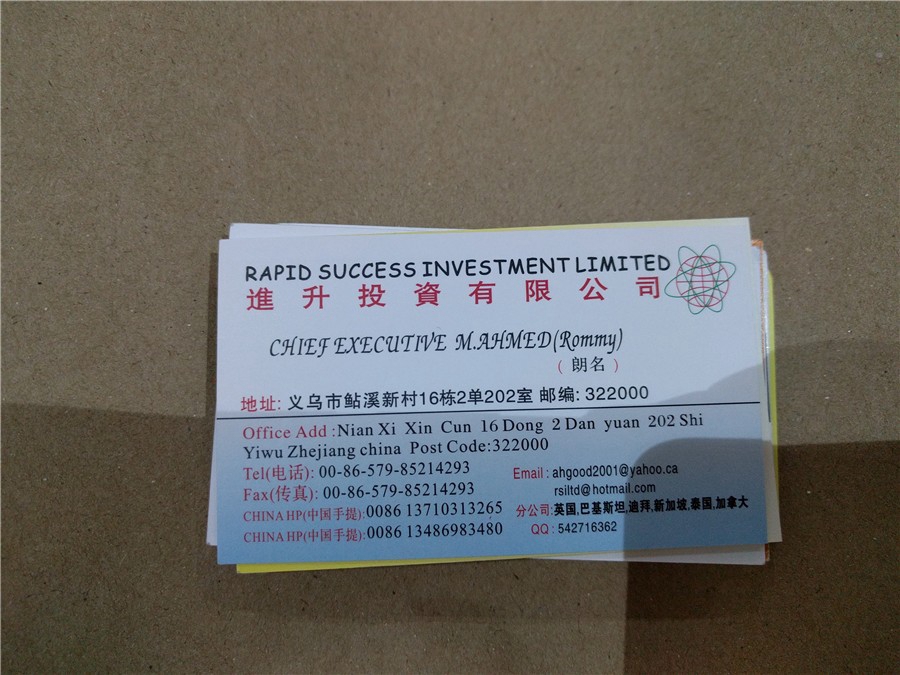 RAPID SUCCESS INVESTMENT LIMITED
進升投資有限公司
CHIEF EXECUTIVE M.AHMED(Rommy)
(朗名)
地址: 义乌市鲇溪新村16栋2单202室 邮编: 322000
Office Add :Nian Xi Xin Cun 16 Dong 2 Dan yuan 202 Shi
Yiwu Zhejiang china Post Code:322000
Tel(电话): 00-86-579-85214293
Fax(传真): 00-86-579-85214293
CHINA HP(中国手提):0086 13710313265
CHINA HP(中国手提):0086 13486983480
Email : ahgood2001@yahoo.ca
rsiltd@hotmail.com
分公司:英国,巴基斯坦,迪拜,新加坡,泰国,加拿大
QQ : 542716362